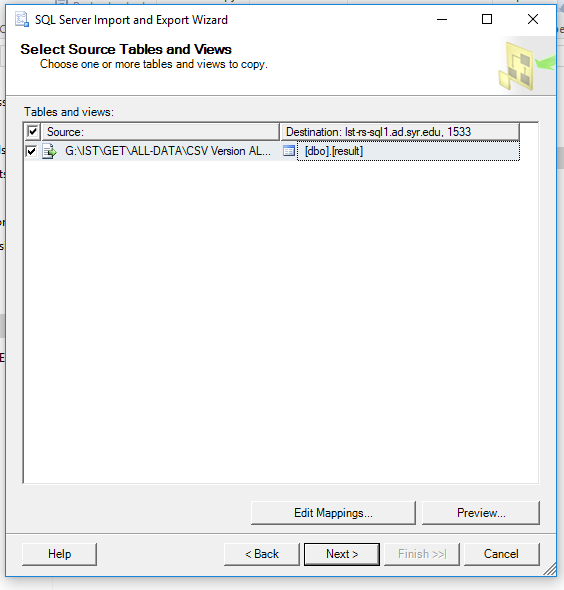 SQL Server Import and Export Wizard
Select Source Tables and Views
Choose one or more tables and views to copy.
Tables and views:
Source: Destination: Ist-rs-sql1.ad.syr.edu, 1533
G:\IST\GET\ALL-DATA\CSV Version AL... [dbo].[result]
Edit Mappings... Preview...
Help < Back Next > Finish >>| Cancel